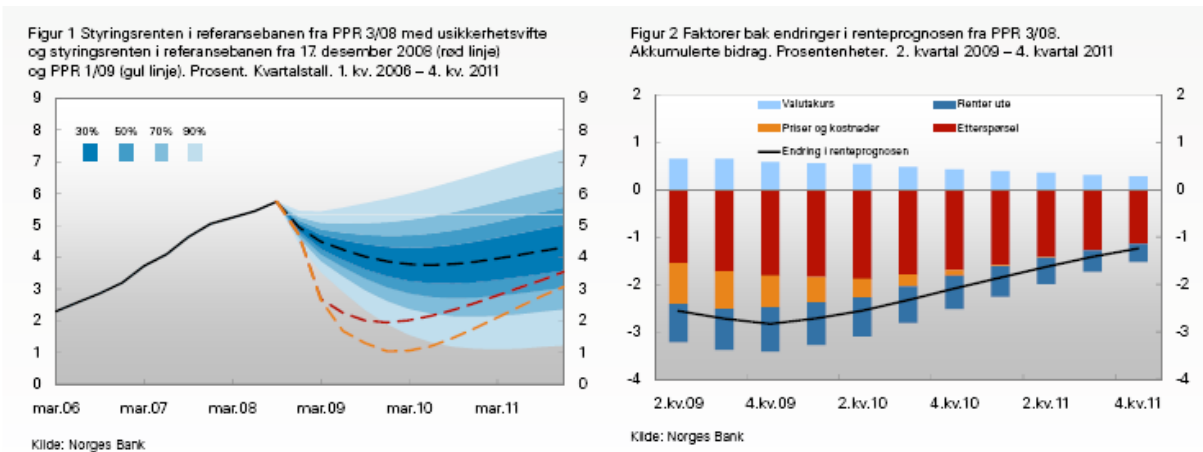 Figur 1 Styringsrenten i referansebanen fra PPR 3/08 med usikkerhetsvifte
og styringsrenten i referansebanen fra 17. desember 2008 (rød linje)
og PPR 1/09 (gul linje). Prosent. Kvartalstall. 1. kv. 2006 – 4. kv. 2011
9 9
8 8
30% 50% 70% 90%
7 7
6 6
5 5
4 4
3 3
2 2
1 1
0 0
mar.06 mar.07 mar.08 mar.09 mar.10 mar.11
Kilde: Norges Bank
Figur 2 Faktorer bak endringer i renteprognosen fra PPR 3/08.
Akkumulerte bidrag. Prosentenheter. 2. kvartal 2009 – 4. kvartal 2011
2 2
Valutakurs Renter ute
Priser og kostnader Etterspørsel
1 1
Endring i renteprognosen
0 0
-1 -1
-2 -2
-3 -3
-4 -4
2.kv.09 4.kv.09 2.kv.10 4.kv.10 2.kv.11 4.kv.11
Kilde: Norges Bank